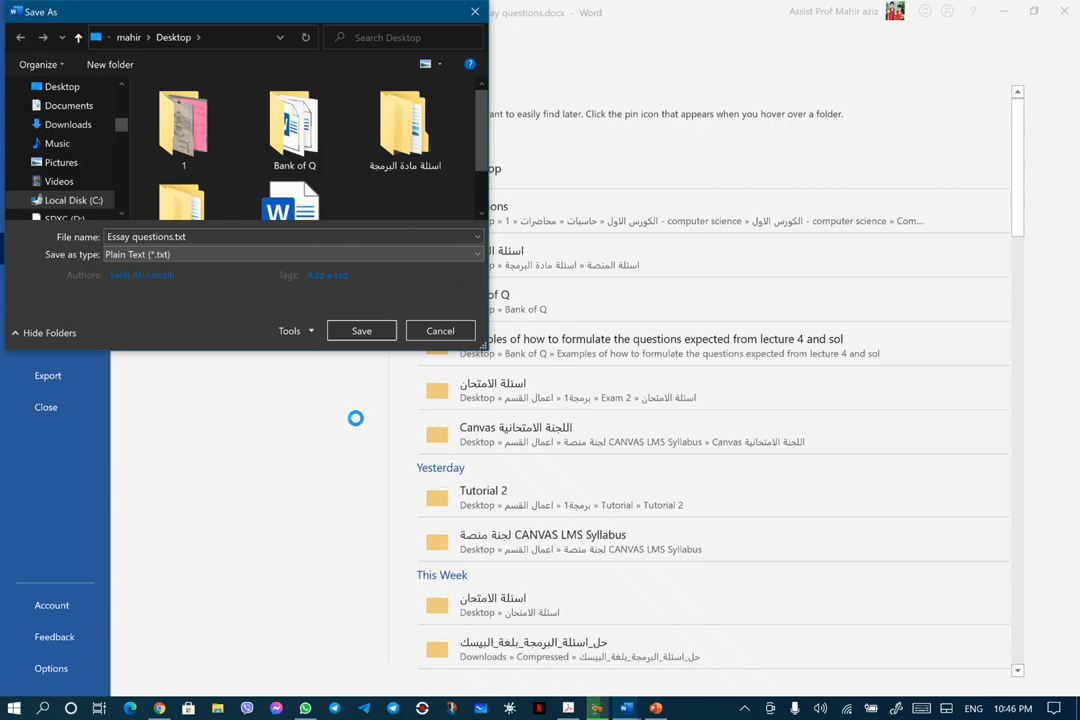 Save As
ay questions.docx - Word
Assist Prof Mahir aziz
mahir > Desktop >
Search Desktop
Organize
New folder
Desktop
Documents
Downloads
Music
Pictures
Videos
Local Disk (C:)
SDXC (D:)
1
Bank of Q
اسئلة مادة البرمجة
File name: Essay questions.txt
Save as type: Plain Text (*.txt)
Authors: Salih Al-Jumaili
Tags: Add a tag
Hide Folders
Tools
Save
Cancel
ant to easily find later. Click the pin icon that appears when you hover over a folder.
op
ons
p » 1 » محاضرات » حاسبات » الكورس الاول - computer science » الكورس الاول - computer science » Com...
اسئلة ال
p » اسئلة مادة البرمجة » اسئلة المنصة
of Q
p » Bank of Q
les of how to formulate the questions expected from lecture 4 and sol
Desktop » Bank of Q » Examples of how to formulate the questions expected from lecture 4 and sol
اسئلة الامتحان
Desktop » اعمال القسم » برمجة1 » Exam 2 » اسئلة الامتحان
Canvas اللجنة الامتحانية
Desktop » اعمال القسم » لجنة منصة CANVAS LMS Syllabus » Canvas اللجنة الامتحانية
Yesterday
Tutorial 2
Desktop » اعمال القسم » برمجة1 » Tutorial » Tutorial 2
لجنة منصة CANVAS LMS Syllabus
Desktop » اعمال القسم » لجنة منصة CANVAS LMS Syllabus
This Week
اسئلة الامتحان
Desktop » اسئلة الامتحان
حل_اسئلة_البرمجة_بلغة_البيسك
Downloads » Compressed » حل_اسئلة_البرمجة_بلغة_البيسك
Export
Close
Account
Feedback
Options
ENG
10:46 PM